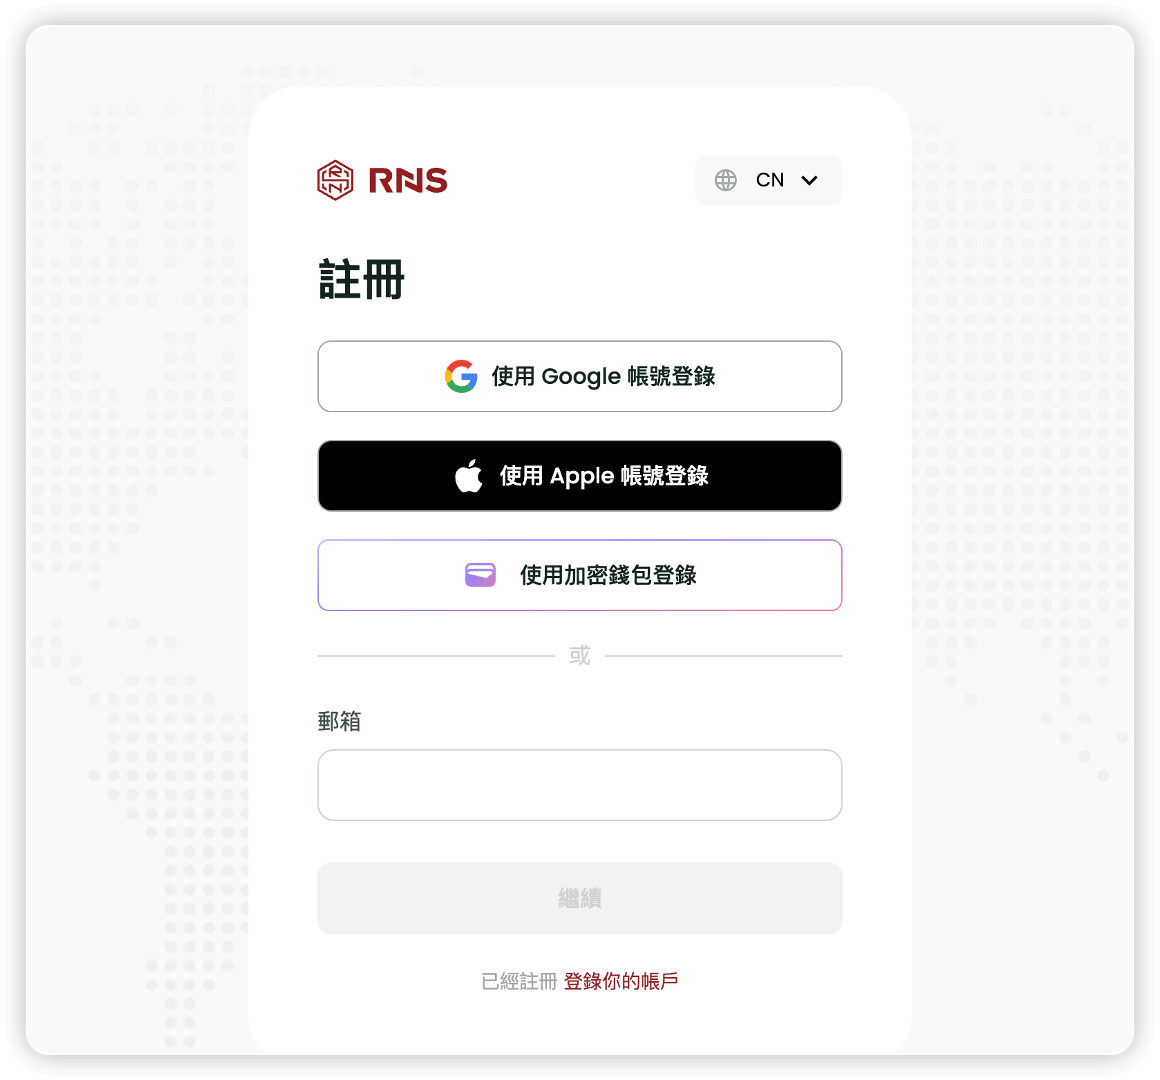 RNS
CN
註冊
使用 Google 帳號登錄
使用 Apple 帳號登錄
使用加密錢包登錄
或
郵箱
繼續
已經註冊 登錄你的帳戶